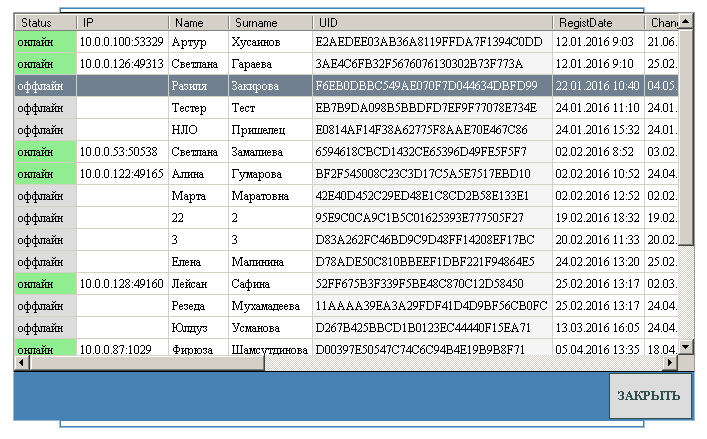 Status IP Name Surname UID RegistDate Chang
онлайн 10.0.0.100:53329 Артур Хусаинов E2AEDEE03AB36A8119FFDA7F1394C0DD 12.01.2016 9:03 21.06.
онлайн 10.0.0.126:49313 Светлана Гараева 3AE4C6FB32F5676076130302B73F773A 12.01.2016 9:10 25.02.
оффлайн Разиля Закирова F6EB0DBBC549AE070F7D044634DBFD99 22.01.2016 10:40 04.05.
оффлайн Тестер Тест EB7B9DA098B5BBDFD7EF9F77078E734E 24.01.2016 11:10 24.01.
оффлайн НЛО Пришелец E0814AF14F38A62775F8AAE70E467C86 24.01.2016 15:32 24.01.
онлайн 10.0.0.53:50538 Светлана Замалиева 6594618CBCD1432CE65396D49FE5F5F7 02.02.2016 8:52 03.02.
онлайн 10.0.0.122:49165 Алина Гумарова BF2F545008C23C3D17C5A5E7517EBD10 02.02.2016 10:52 24.04.
оффлайн Марта Маратовна 42E40D452C29ED48E1C8CD2B58E133E1 02.02.2016 12:52 02.02.
оффлайн 22 2 95E9C0CA9C1B5C01625393E777505F27 19.02.2016 18:32 19.02.
оффлайн 3 3 D83A262FC46BD9C9D48FF14208EF17BC 20.02.2016 11:33 20.02.
оффлайн Елена Малинина D78ADE50C810BBEEF1DBF221F94864E5 24.02.2016 13:20 25.02.
онлайн 10.0.0.128:49160 Лейсан Сафина 52FF675B3F339F5BE48C870C12D58450 25.02.2016 13:17 02.03.
оффлайн Резеда Мухамадеева 11AAAA39EA3A29FDF41D4D9BF56CB0FC 25.02.2016 13:17 24.04.
оффлайн Юлдуз Усманова D267B425BBCD1B0123EC44440F15EA71 13.03.2016 16:05 24.04.
онлайн 10.0.0.87:1029 Фирюза Шамсутдинова D00397E50547C74C6C94B4E19B9B8F71 05.04.2016 13:35 18.04.
ЗАКРЫТЬ